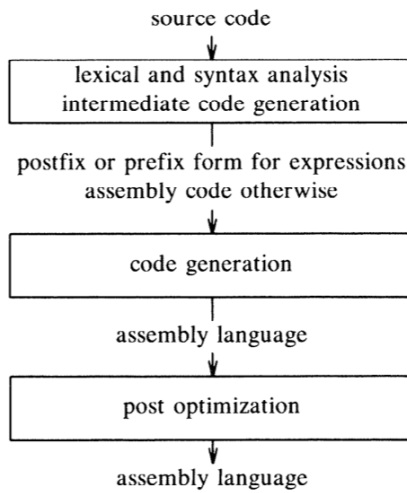 source code
lexical and syntax analysis
intermediate code generation
postfix or prefix form for expressions
assembly code otherwise
code generation
assembly language
post optimization
assembly language